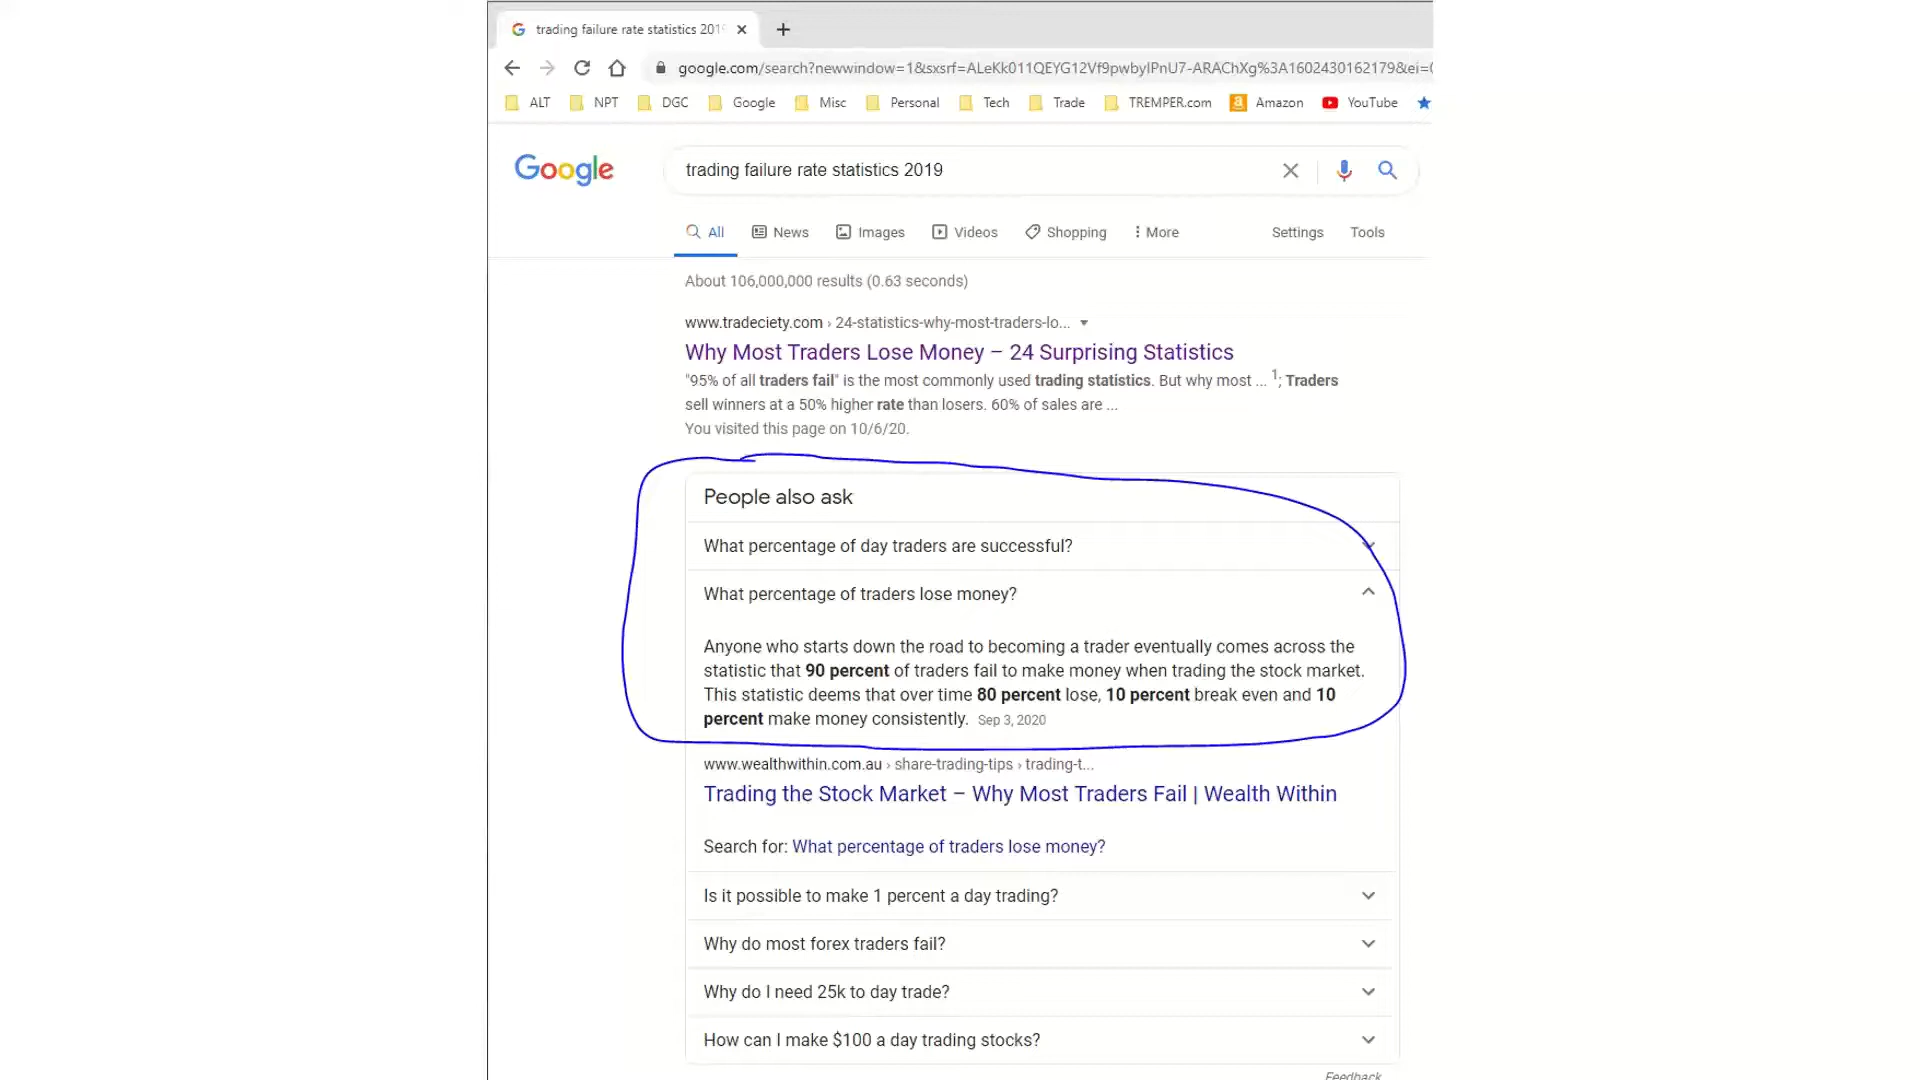 trading failure rate statistics 2019
google.com/search?newwindow=1&sxsrf=ALeKk011QEYG12Vf9pwbyIPnU7-ARAChXg%3A1602430162179&ei=
ALT NPT DGC Google Misc Personal Tech Trade TREMPER.com Amazon YouTube
Google trading failure rate statistics 2019
All News Images Videos Shopping More Settings Tools
About 106,000,000 results (0.63 seconds)
www.tradeciety.com › 24-statistics-why-most-traders-lo...
Why Most Traders Lose Money – 24 Surprising Statistics
"95% of all traders fail" is the most commonly used trading statistics. But why most ... 1; Traders
sell winners at a 50% higher rate than losers. 60% of sales are ...
You visited this page on 10/6/20.
People also ask
What percentage of day traders are successful?
What percentage of traders lose money?
Anyone who starts down the road to becoming a trader eventually comes across the
statistic that 90 percent of traders fail to make money when trading the stock market.
This statistic deems that over time 80 percent lose, 10 percent break even and 10
percent make money consistently. Sep 3, 2020
www.wealthwithin.com.au › share-trading-tips › trading-t...
Trading the Stock Market – Why Most Traders Fail | Wealth Within
Search for: What percentage of traders lose money?
Is it possible to make 1 percent a day trading?
Why do most forex traders fail?
Why do I need 25k to day trade?
How can I make $100 a day trading stocks?
Feedback